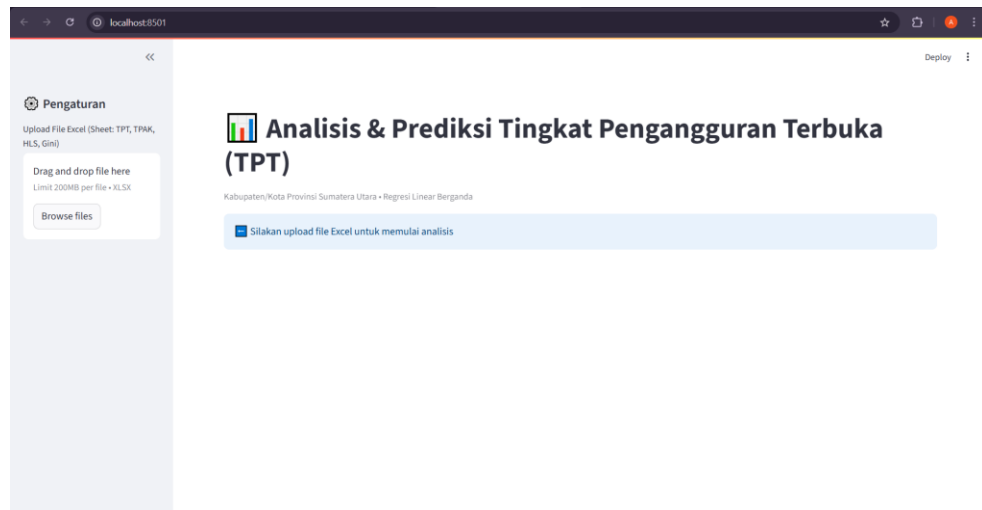 localhost:8501
Deploy
Pengaturan
Upload File Excel (Sheet: TPT, TPAK,
HLS, Gini)
Drag and drop file here
Limit 200MB per file • XLSX
Browse files
Analisis & Prediksi Tingkat Pengangguran Terbuka
(TPT)
Kabupaten/Kota Provinsi Sumatera Utara • Regresi Linear Berganda
Silakan upload file Excel untuk memulai analisis